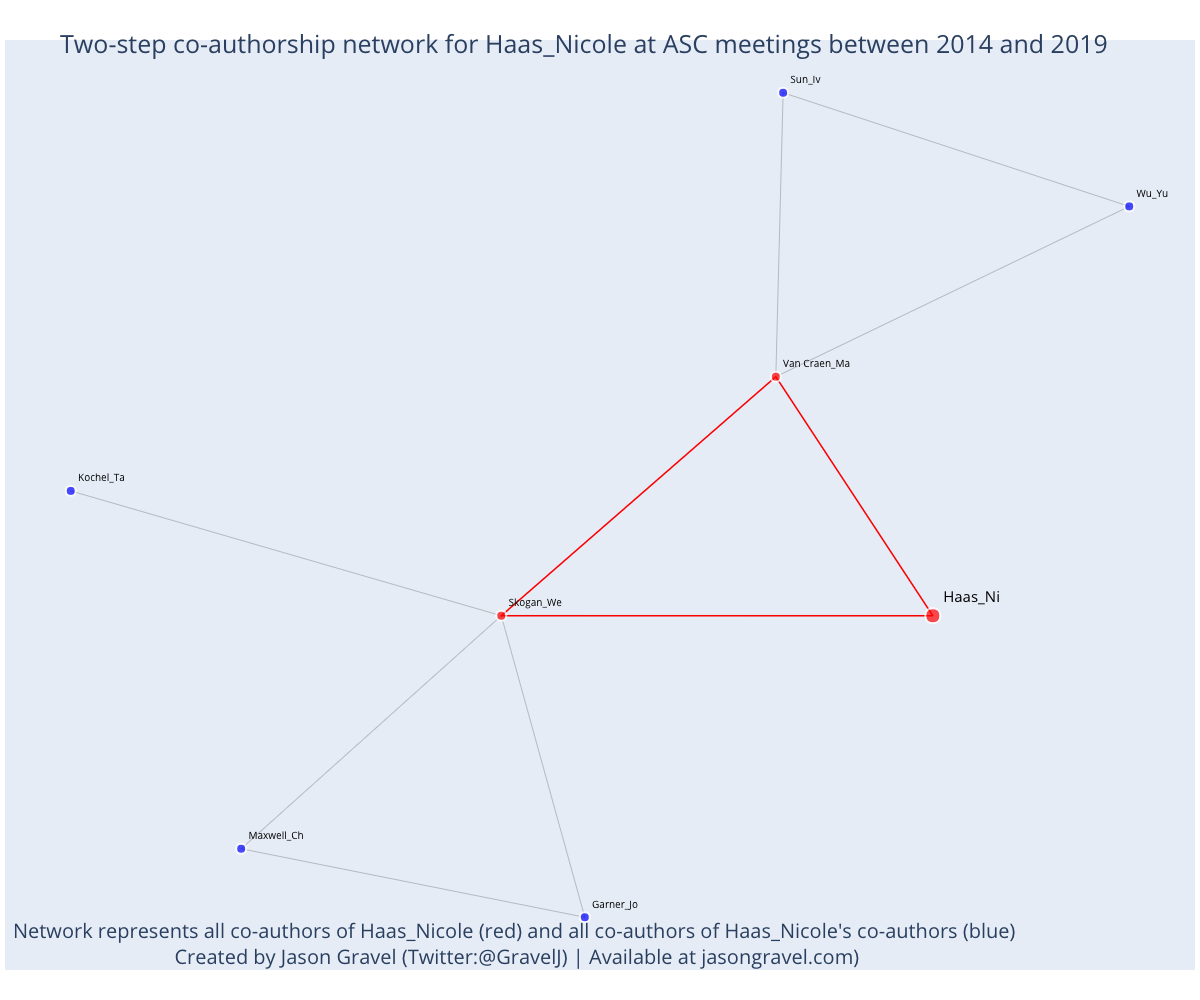 Two-step co-authorship network for Haas_Nicole at ASC meetings between 2014 and 2019
Sun_Iv
Wu_Yu
Van Craen_Ma
Kochel_Ta
Skogan_We
Haas_Ni
Maxwell_Ch
Garner_Jo
Network represents all co-authors of Haas_Nicole (red) and all co-authors of Haas_Nicole's co-authors (blue)
Created by Jason Gravel (Twitter:@GravelJ) | Available at jasongravel.com)